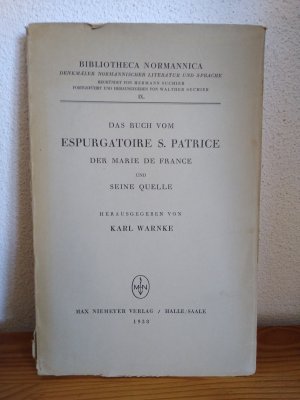 BIBLIOTHECA NORMANNICA
DENKMÄLER NORMANNISCHER LITERATUR UND SPRACHE
BEGRÜNDET VON HERMANN SUCHIER
FORTGEFÜHRT UND HERAUSGEGEBEN VON WALTHER SUCHIER
IX.
DAS BUCH VOM
ESPURGATOIRE S. PATRICE
DER MARIE DE FRANCE
UND
SEINE QUELLE
HERAUSGEGEBEN VON
KARL WARNKE
MN
MAX NIEMEYER VERLAG / HALLE/SAALE
1938